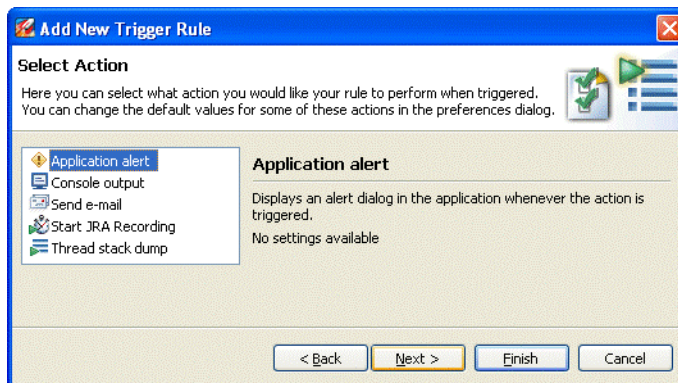 Add New Trigger Rule
Select Action
Here you can select what action you would like your rule to perform when triggered.
You can change the default values for some of these actions in the preferences dialog.
Application alert
Console output
Send e-mail
Start JRA Recording
Thread stack dump
Application alert
Displays an alert dialog in the application whenever the action is
triggered.
No settings available
< Back
Next >
Finish
Cancel